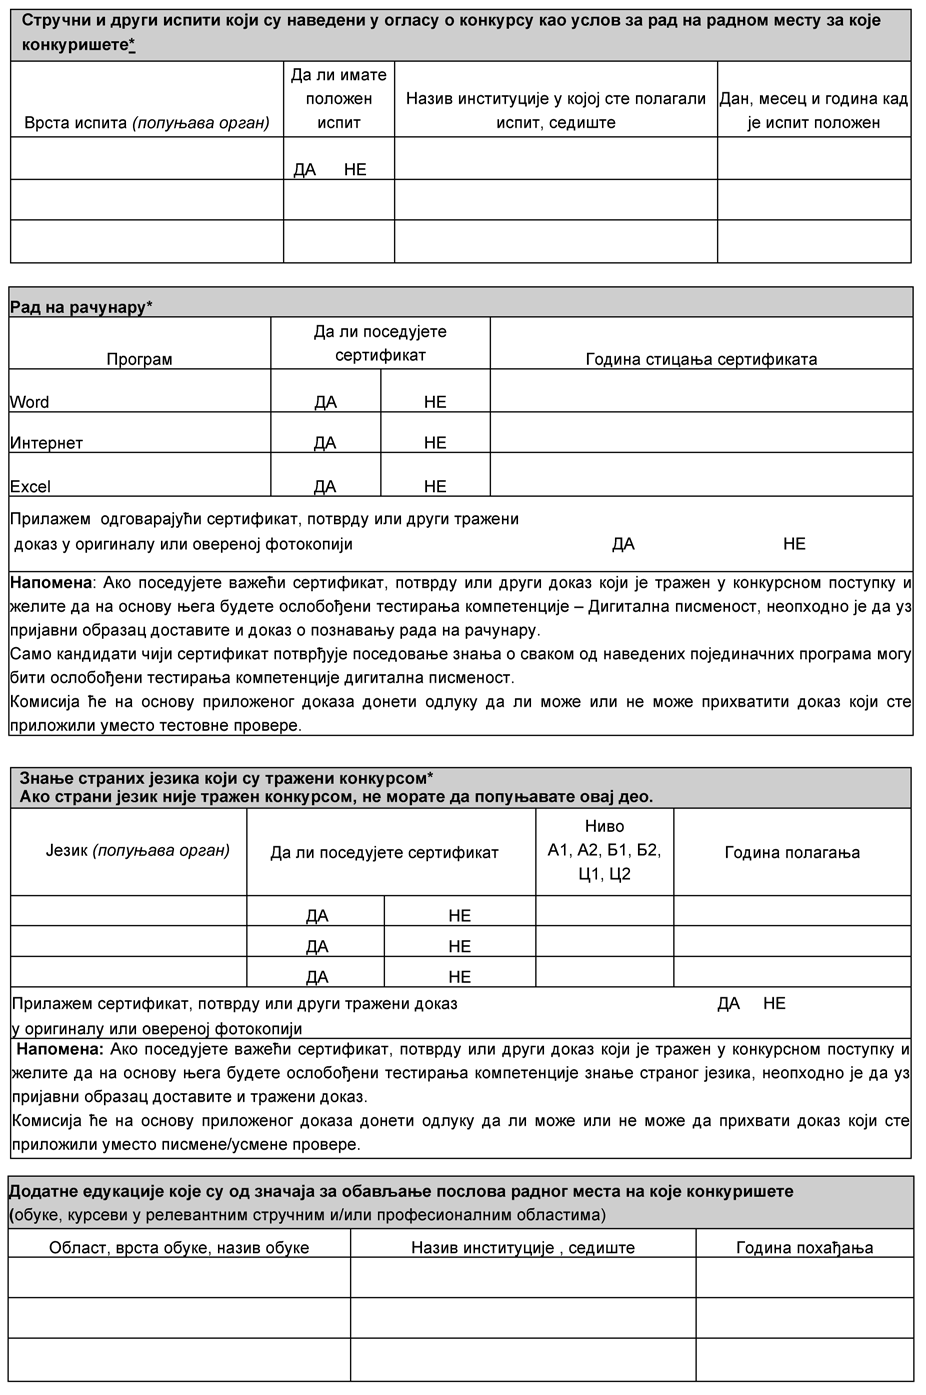 Стручни и други испити који су наведени у огласу о конкурсу као услов за рад на радном месту за које
конкуришете*
Врста испита (попуњава орган)
Да ли имате
положен
испит
Назив институције у којој сте полагали
испит, седиште
Дан, месец и година кад
је испит положен
ДА НЕ
Рад на рачунару*
Програм
Да ли поседујете
сертификат
Година стицања сертификата
Word ДА НЕ
Интернет ДА НЕ
Excel ДА НЕ
Прилажем одговарајући сертификат, потврду или други тражени
доказ у оригиналу или овереној фотокопији ДА НЕ
Напомена: Ако поседујете важећи сертификат, потврду или други доказ који је тражен у конкурсном поступку и
желите да на основу њега будете ослобођени тестирања компетенције – Дигитална писменост, неопходно је да уз
пријавни образац доставите и доказ о познавању рада на рачунару.
Само кандидати чији сертификат потврђује поседовање знања о сваком од наведених појединачних програма могу
бити ослобођени тестирања компетенције дигитална писменост.
Комисија ће на основу приложеног доказа донети одлуку да ли може или не може прихватити доказ који сте
приложили уместо тестовне провере.
Знање страних језика који су тражени конкурсом*
Ако страни језик није тражен конкурсом, не морате да попуњавате овај део.
Језик (попуњава орган)
Да ли поседујете сертификат
Ниво
А1, А2, Б1, Б2,
Ц1, Ц2
Година полагања
ДА НЕ
ДА НЕ
ДА НЕ
Прилажем сертификат, потврду или други тражени доказ ДА НЕ
у оригиналу или овереној фотокопији
Напомена: Ако поседујете важећи сертификат, потврду или други доказ који је тражен у конкурсном поступку и
желите да на основу њега будете ослобођени тестирања компетенције знање страног језика, неопходно је да уз
пријавни образац доставите и тражени доказ.
Комисија ће на основу приложеног доказа донети одлуку да ли може или не може да прихвати доказ који сте
приложили уместо писмене/усмене провере.
Додатне едукације које су од значаја за обављање послова радног места на које конкуришете
(обуке, курсеви у релевантним стручним и/или професионалним областима)
Област, врста обуке, назив обуке
Назив институције , седиште
Година похађања